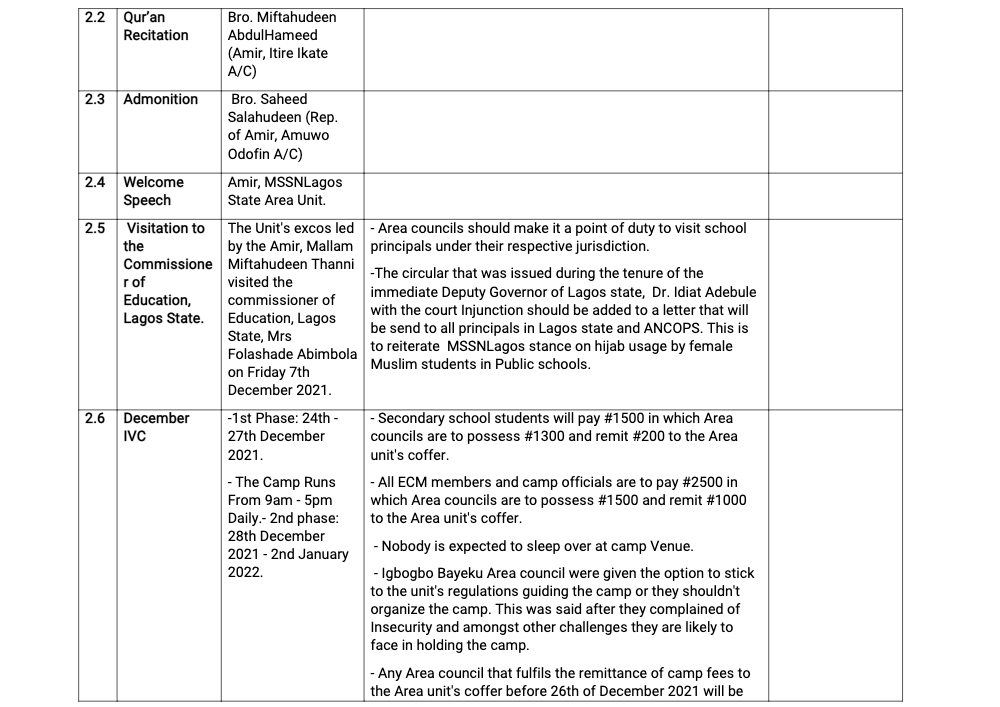 2.2
Qur'an
Recitation
Bro. Miftahudeen
AbdulHameed
(Amir, Itire Ikate
A/C)
2.3
Admonition
Bro. Saheed
Salahudeen (Rep.
of Amir, Amuwo
Odofin A/C)
2.4
Welcome
Speech
Amir, MSSNLagos
State Area Unit.
2.5
Visitation to
the
Commissione
r of
Education,
Lagos State.
The Unit's excos led
by the Amir, Mallam
Miftahudeen Thanni
visited the
commissioner of
Education, Lagos
State, Mrs
Folashade Abimbola
on Friday 7th
December 2021.
- Area councils should make it a point of duty to visit school
principals under their respective jurisdiction.
-The circular that was issued during the tenure of the
immediate Deputy Governor of Lagos state, Dr. Idiat Adebule
with the court Injunction should be added to a letter that will
be send to all principals in Lagos state and ANCOPS. This is
to reiterate MSSNLagos stance on hijab usage by female
Muslim students in Public schools.
2.6
December
IVC
-1st Phase: 24th -
27th December
2021.
- The Camp Runs
From 9am - 5pm
Daily.- 2nd phase:
28th December
2021 - 2nd January
2022.
- Secondary school students will pay #1500 in which Area
councils are to possess #1300 and remit #200 to the Area
unit's coffer.
- All ECM members and camp officials are to pay #2500 in
which Area councils are to possess #1500 and remit #1000
to the Area unit's coffer.
- Nobody is expected to sleep over at camp Venue.
- Igbogbo Bayeku Area council were given the option to stick
to the unit's regulations guiding the camp or they shouldn't
organize the camp. This was said after they complained of
Insecurity and amongst other challenges they are likely to
face in holding the camp.
- Any Area council that fulfils the remittance of camp fees to
the Area unit's coffer before 26th of December 2021 will be